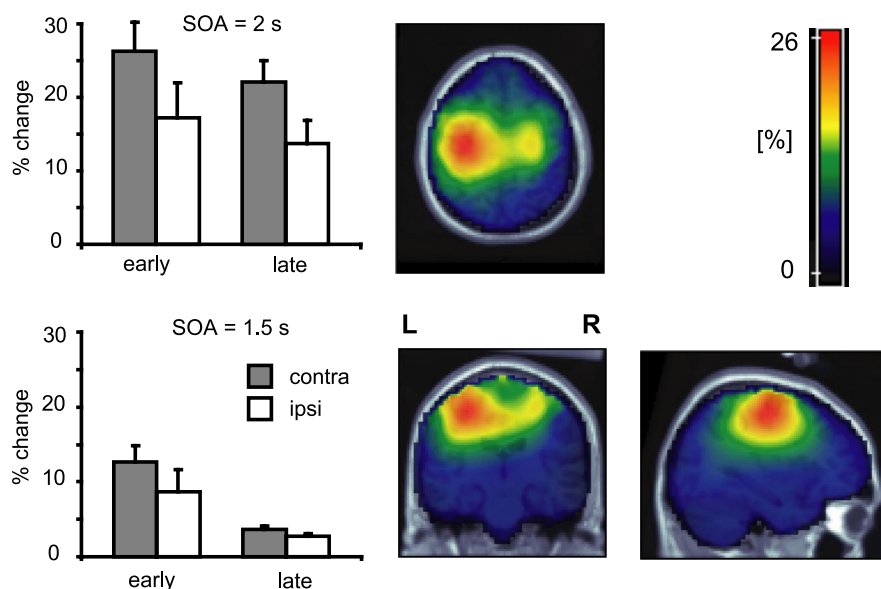 SOA = 2 s
30
20
10
0
% change
early late
26
[%]
0
SOA = 1.5 s
30
20
10
0
% change
contra
ipsi
early late
L R